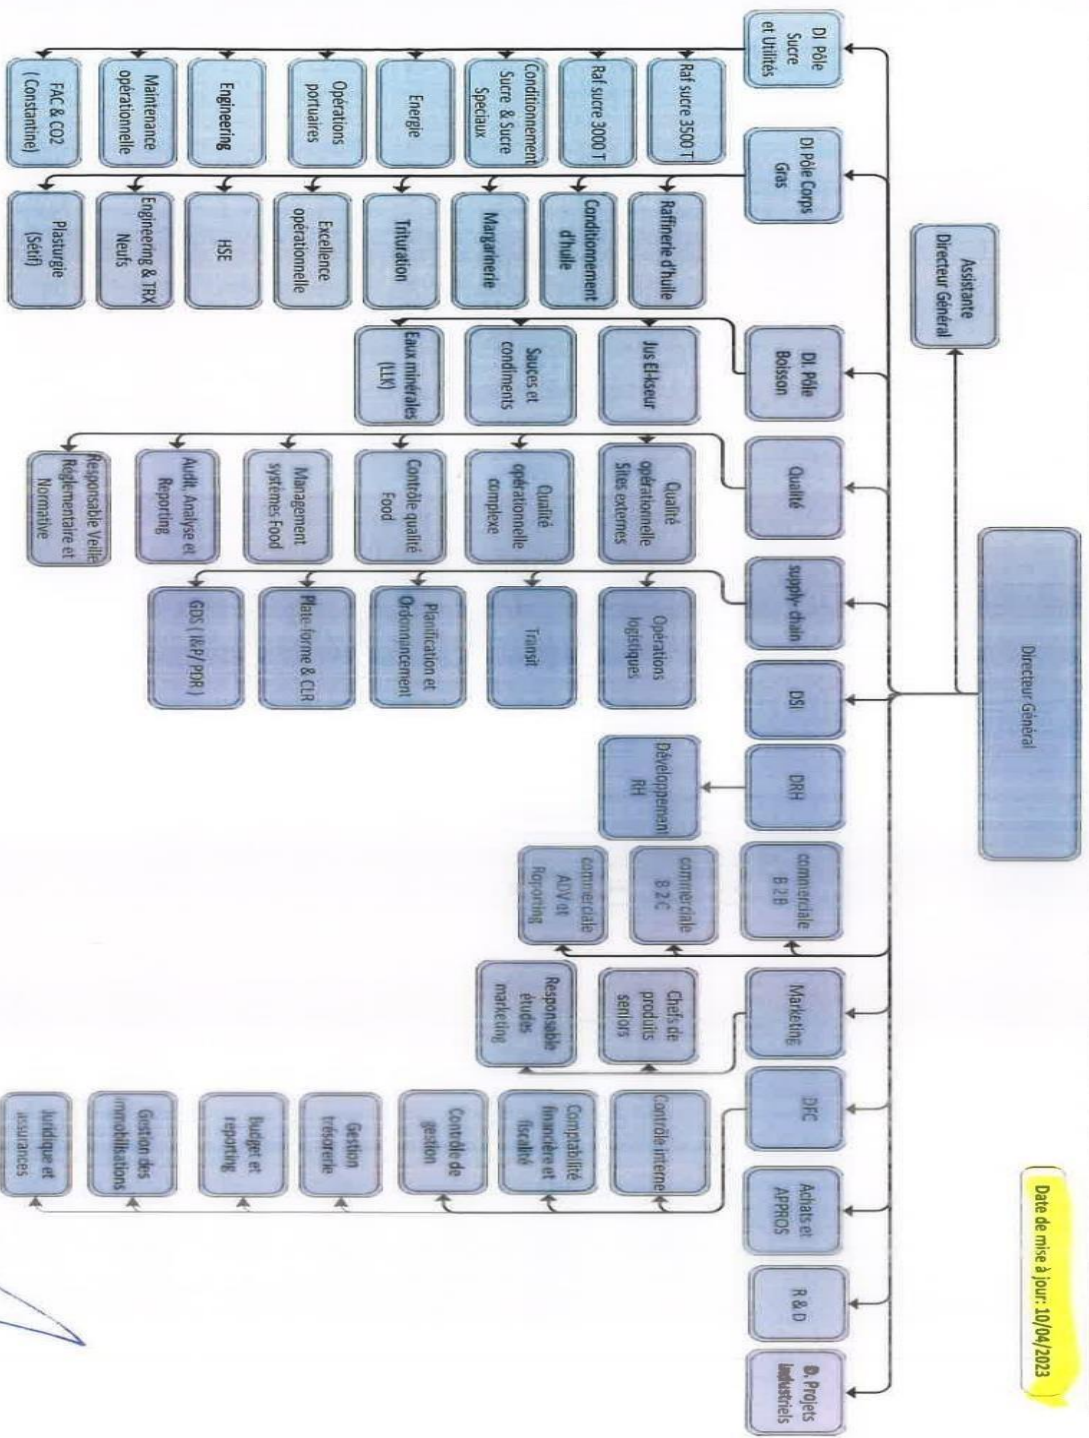 Date de mise à jour: 10/04/2023
Directeur Général
Assistante
Directeur Général
DI Pôle
Sucre
et Utilités
DI Pôle Corps
Gras
DI. Pôle
Boisson
Qualité
supply- chain
DSI
DRH
commerciale
B 2 B
Marketing
DFC
Achats et
APPROS
R & D
D. Projets
industriels
Raf sucre 3500 T
Raf sucre 3000 T
Conditionnement
Sucre & Sucre
Speciaux
Energie
Opérations
portuaires
Engineering
Maintenance
opérationnelle
FAC & CO2
( Constantine)
Raffinerie d'huile
Conditionnement
d'huile
Margarinerie
Trituration
Excellence
opérationnelle
HSE
Engineering & TRX
Neufs
Plasturgie
(Sétif)
Jus El-kseur
Sauces et
condiments
Eaux minérales
(LLK)
Qualité
opérationnelle
Sites externes
Qualité
opérationnelle
complexe
Contrôle qualité
Food
Management
systèmes Food
Audit, Analyse et
Reporting
Responsable Veille
Réglementaire et
Normative
Opérations
logistiques
Transit
Planification et
Ordonnancement
Plate-forme & CLR
GDS ( I&P/ PDR )
Développement
RH
commerciale
B 2 C
commerciale
ADV et
Reporting
Chefs de
produits
seniors
Responsable
études
marketing
Contrôle interne
Comptabilité
financière et
fiscalité
Contrôle de
gestion
Gestion
trésorerie
Budget et
reporting
Gestion des
immobilisations
Juridique et
assurances